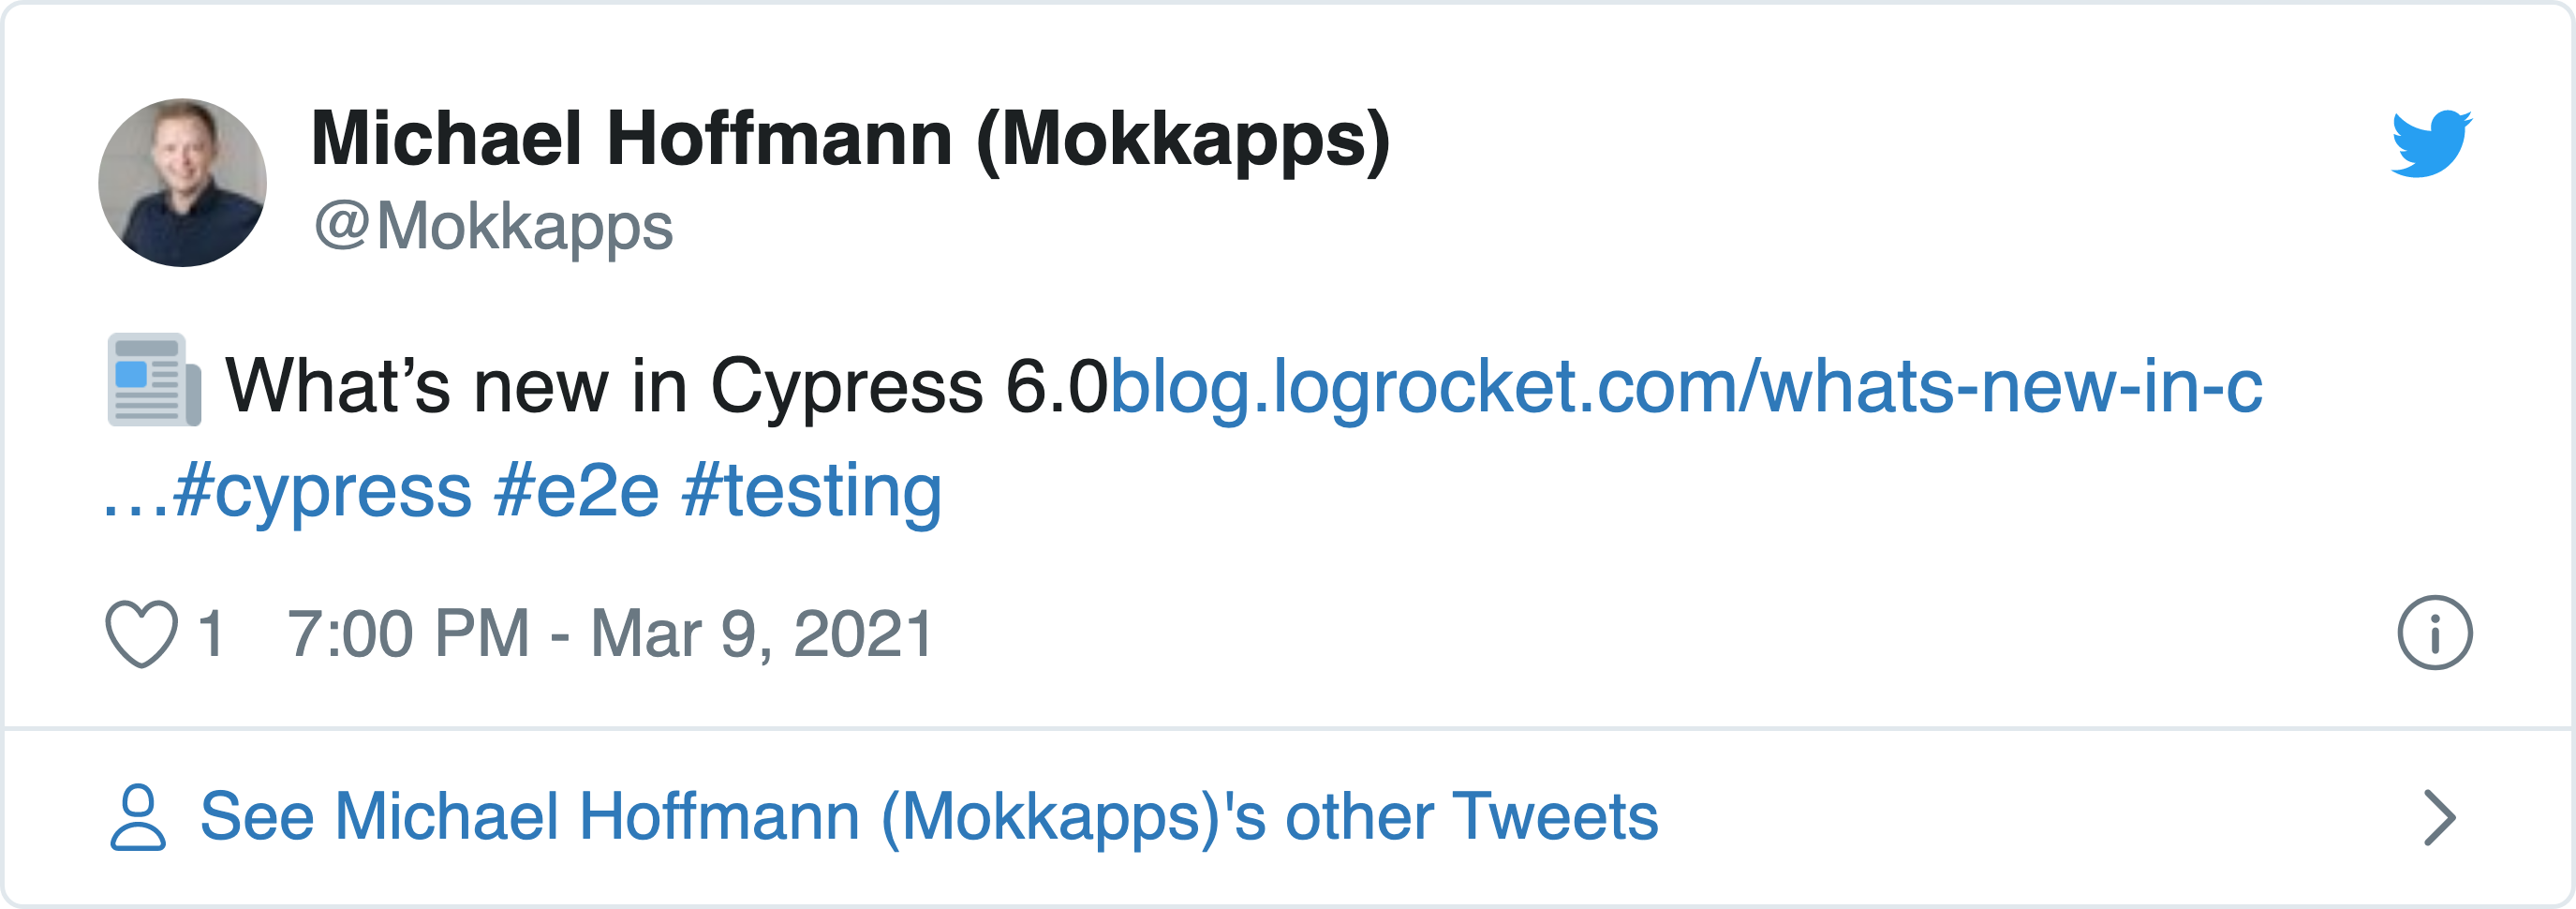 Michael Hoffmann (Mokkapps)
@Mokkapps
📰 What’s new in Cypress 6.0blog.logrocket.com/whats-new-in-c
…#cypress #e2e #testing
1 7:00 PM - Mar 9, 2021
See Michael Hoffmann (Mokkapps)'s other Tweets